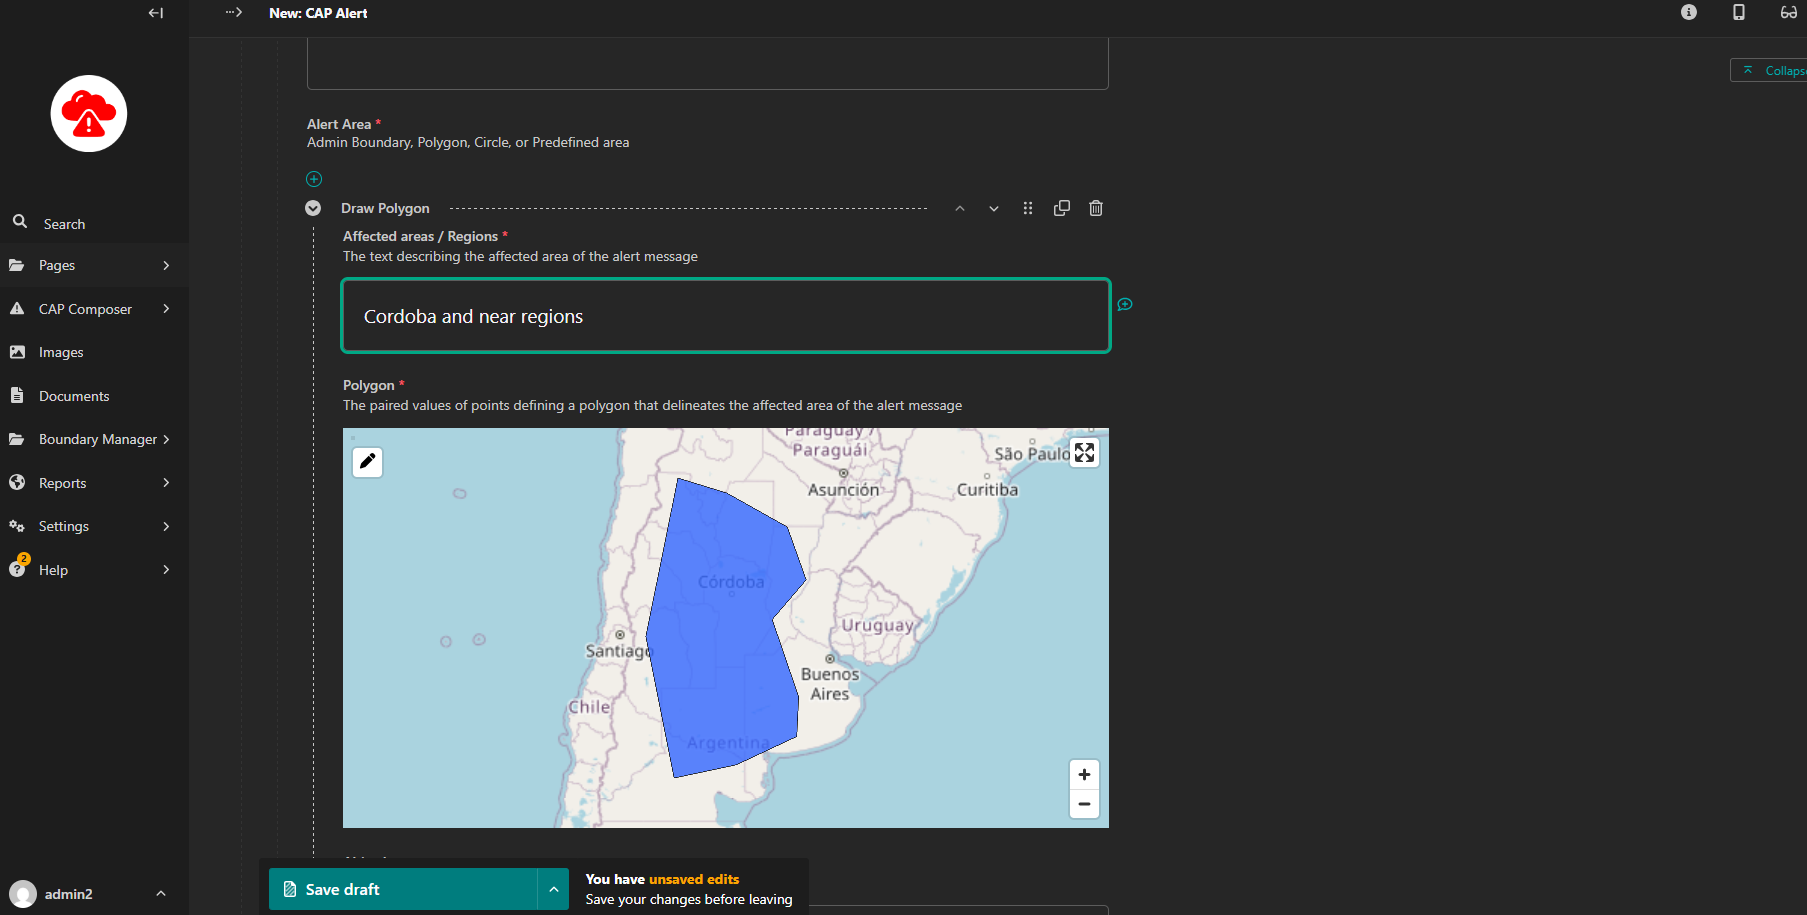 New: CAP Alert
Collaps
Search
Pages
CAP Composer
Images
Documents
Boundary Manager
Reports
Settings
2
Help
admin2
Alert Area *
Admin Boundary, Polygon, Circle, or Predefined area
Draw Polygon
Affected areas / Regions *
The text describing the affected area of the alert message
Cordoba and near regions
Polygon *
The paired values of points defining a polygon that delineates the affected area of the alert message
Paraguay /
Paraguái
São Paulo
Asunción
Curitiba
Córdoba
Uruguay
Santiago
Buenos
Aires
Chile
Argentina
Save draft
You have unsaved edits
Save your changes before leaving